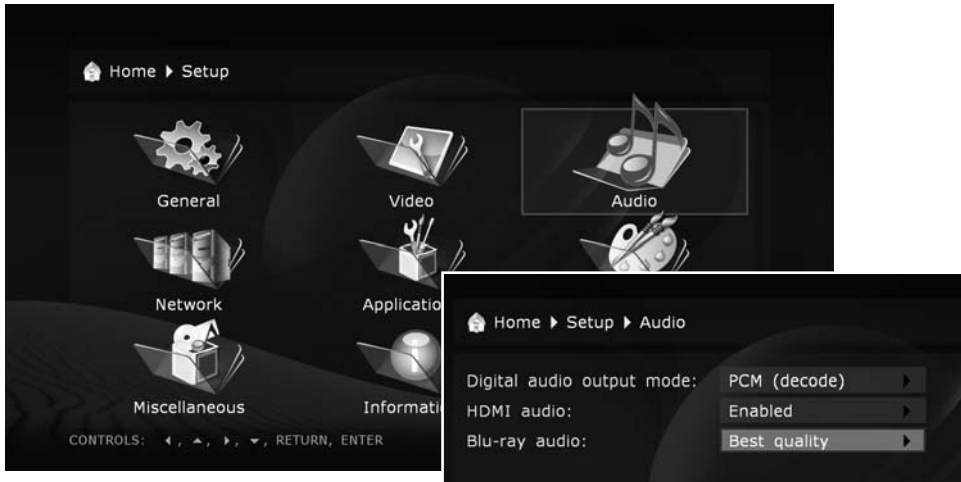 Home ▸ Setup
General
Video
Audio
Network
Miscellaneous
CONTROLS: ◂, ▴, ▸, ▾, RETURN, ENTER
Home ▸ Setup ▸ Audio
Digital audio output mode: PCM (decode)
HDMI audio: Enabled
Blu-ray audio: Best quality